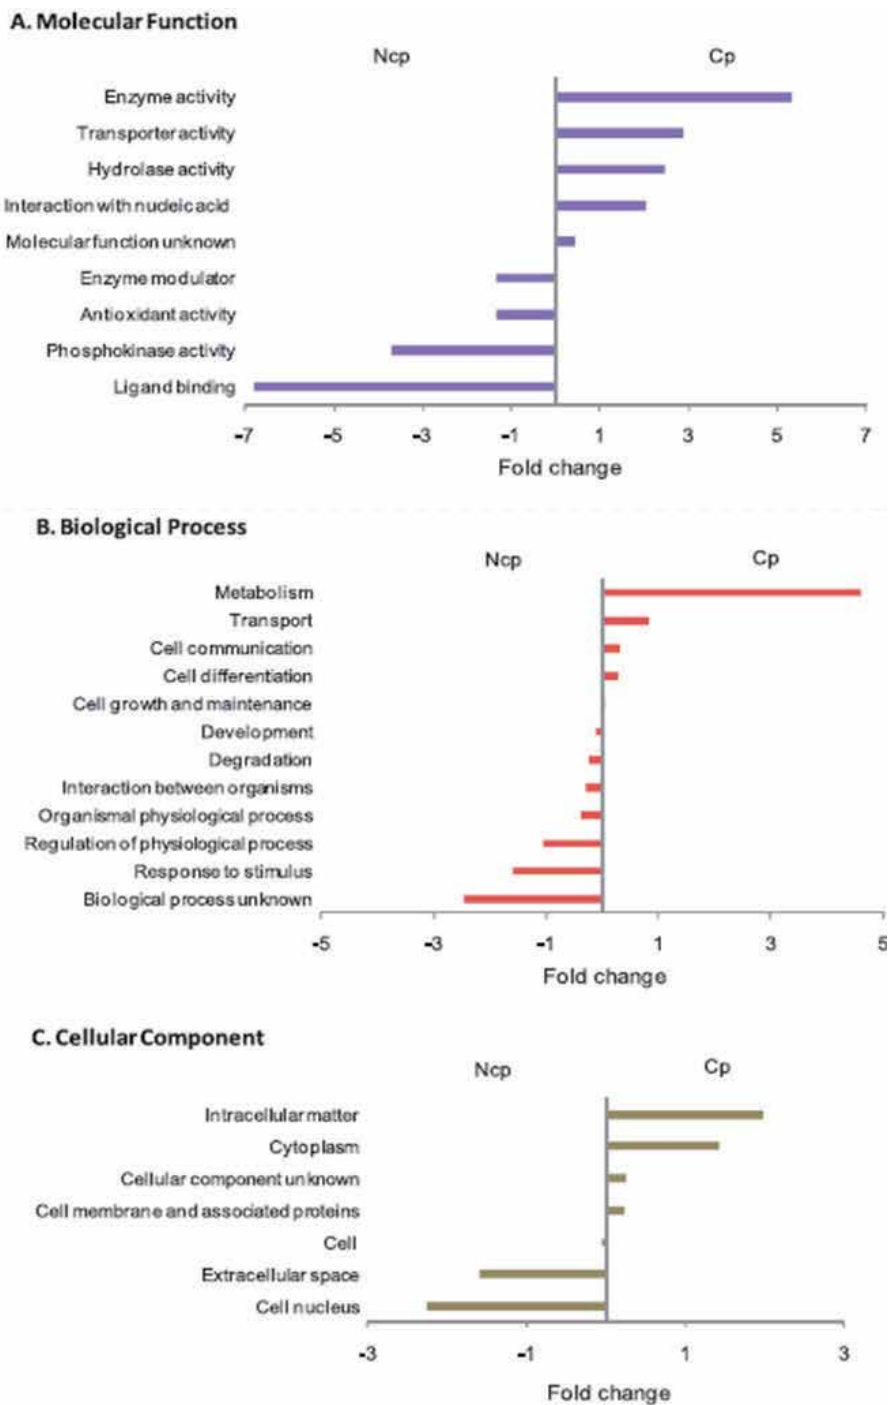 A. Molecular Function
Ncp Cp
Enzyme activity
Transporter activity
Hydrolase activity
Interaction with nucleic acid
Molecular function unknown
Enzyme modulator
Antioxidant activity
Phosphokinase activity
Ligand binding
-7 -5 -3 -1 1 3 5 7
Fold change
B. Biological Process
Ncp Cp
Metabolism
Transport
Cell communication
Cell differentiation
Cell growth and maintenance
Development
Degradation
Interaction between organisms
Organismal physiological process
Regulation of physiological process
Response to stimulus
Biological process unknown
-5 -3 -1 1 3 5
Fold change
C. Cellular Component
Ncp Cp
Intracellular matter
Cytoplasm
Cellular component unknown
Cell membrane and associated proteins
Cell
Extracellular space
Cell nucleus
-3 -1 1 3
Fold change